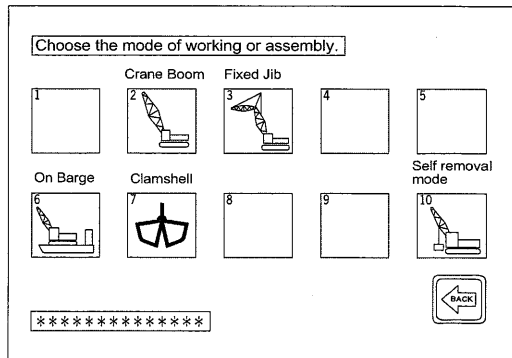 Choose the mode of working or assembly.
Crane Boom Fixed Jib
1 2 3 4 5
On Barge Clamshell Self removal mode
6 7 8 9 10
BACK
*************